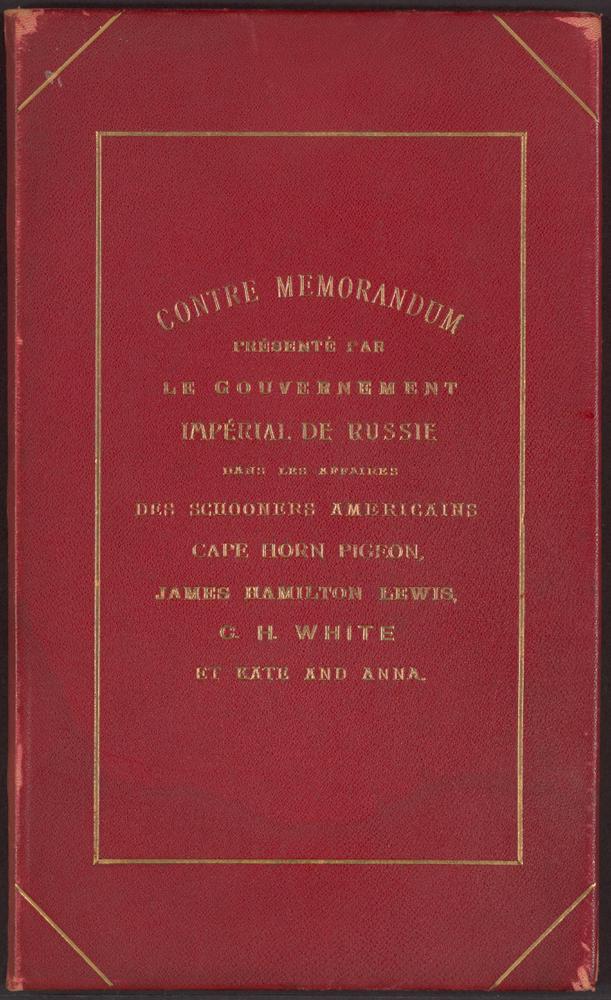 CONTRE MEMORANDUM
PRÉSENTÉ PAR
LE GOUVERNEMENT
IMPÉRIAL DE RUSSIE
DANS LES AFFAIRES
DES SCHOONERS AMERICAINS
CAPE HORN PIGEON,
JAMES HAMILTON LEWIS,
C. H. WHITE
ET KATE AND ANNA.